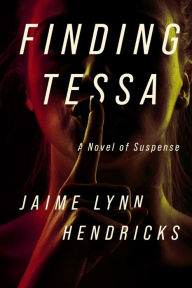 FINDING
TESSA
A Novel of Suspense
JAIME LYNN
HENDRICKS